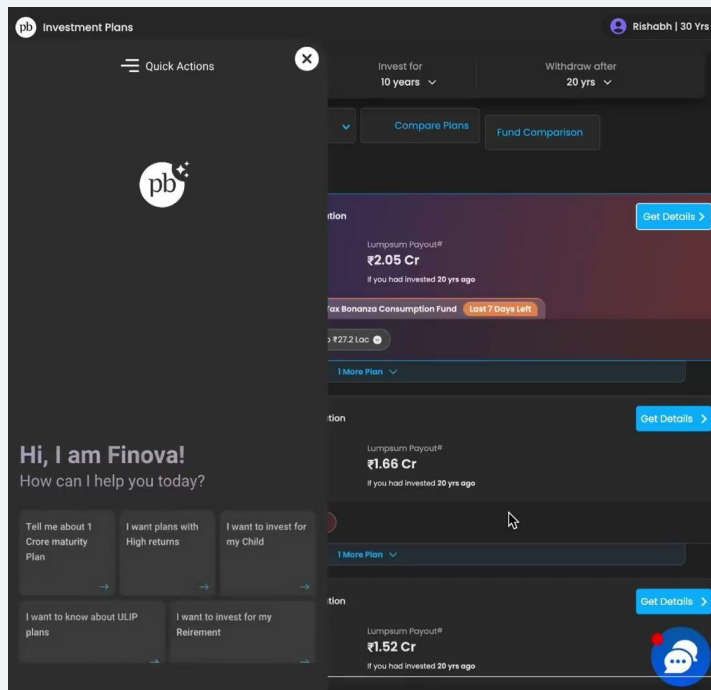 pb Investment Plans
Rishabh | 30 Yrs
Quick Actions
Invest for
10 years
Withdraw after
20 yrs
Compare Plans
Fund Comparison
pb
Get Details
Lumpsum Payout#
₹2.05 Cr
If you had invested 20 yrs ago
Bonanza Consumption Fund
Last 7 Days Left
₹27.2 Lac
1 More Plan
Get Details
Lumpsum Payout#
₹1.66 Cr
If you had invested 20 yrs ago
1 More Plan
Get Details
Lumpsum Payout#
₹1.52 Cr
If you had invested 20 yrs ago
Hi, I am Finova!
How can I help you today?
Tell me about 1
Crore maturity
Plan
I want plans with
High returns
I want to invest for
my Child
I want to know about ULIP
plans
I want to invest for my
Reirement